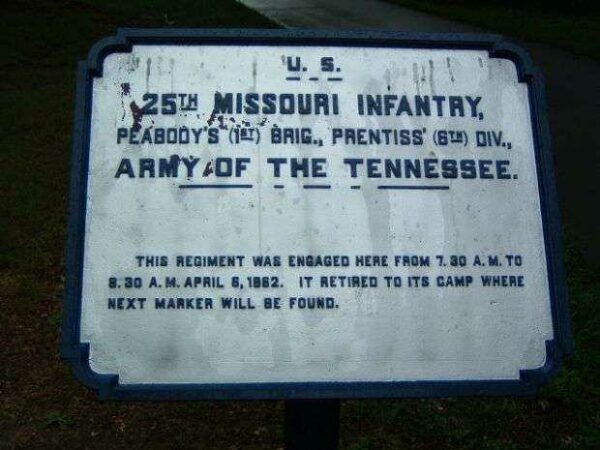 U. S.
25TH MISSOURI INFANTRY,
PEABODY'S (1ST) BRIG., PRENTISS' (6TH) DIV.,
ARMY OF THE TENNESSEE.
THIS REGIMENT WAS ENGAGED HERE FROM 7.30 A.M. TO
8.30 A.M. APRIL 6, 1862. IT RETIRED TO ITS CAMP WHERE
NEXT MARKER WILL BE FOUND.